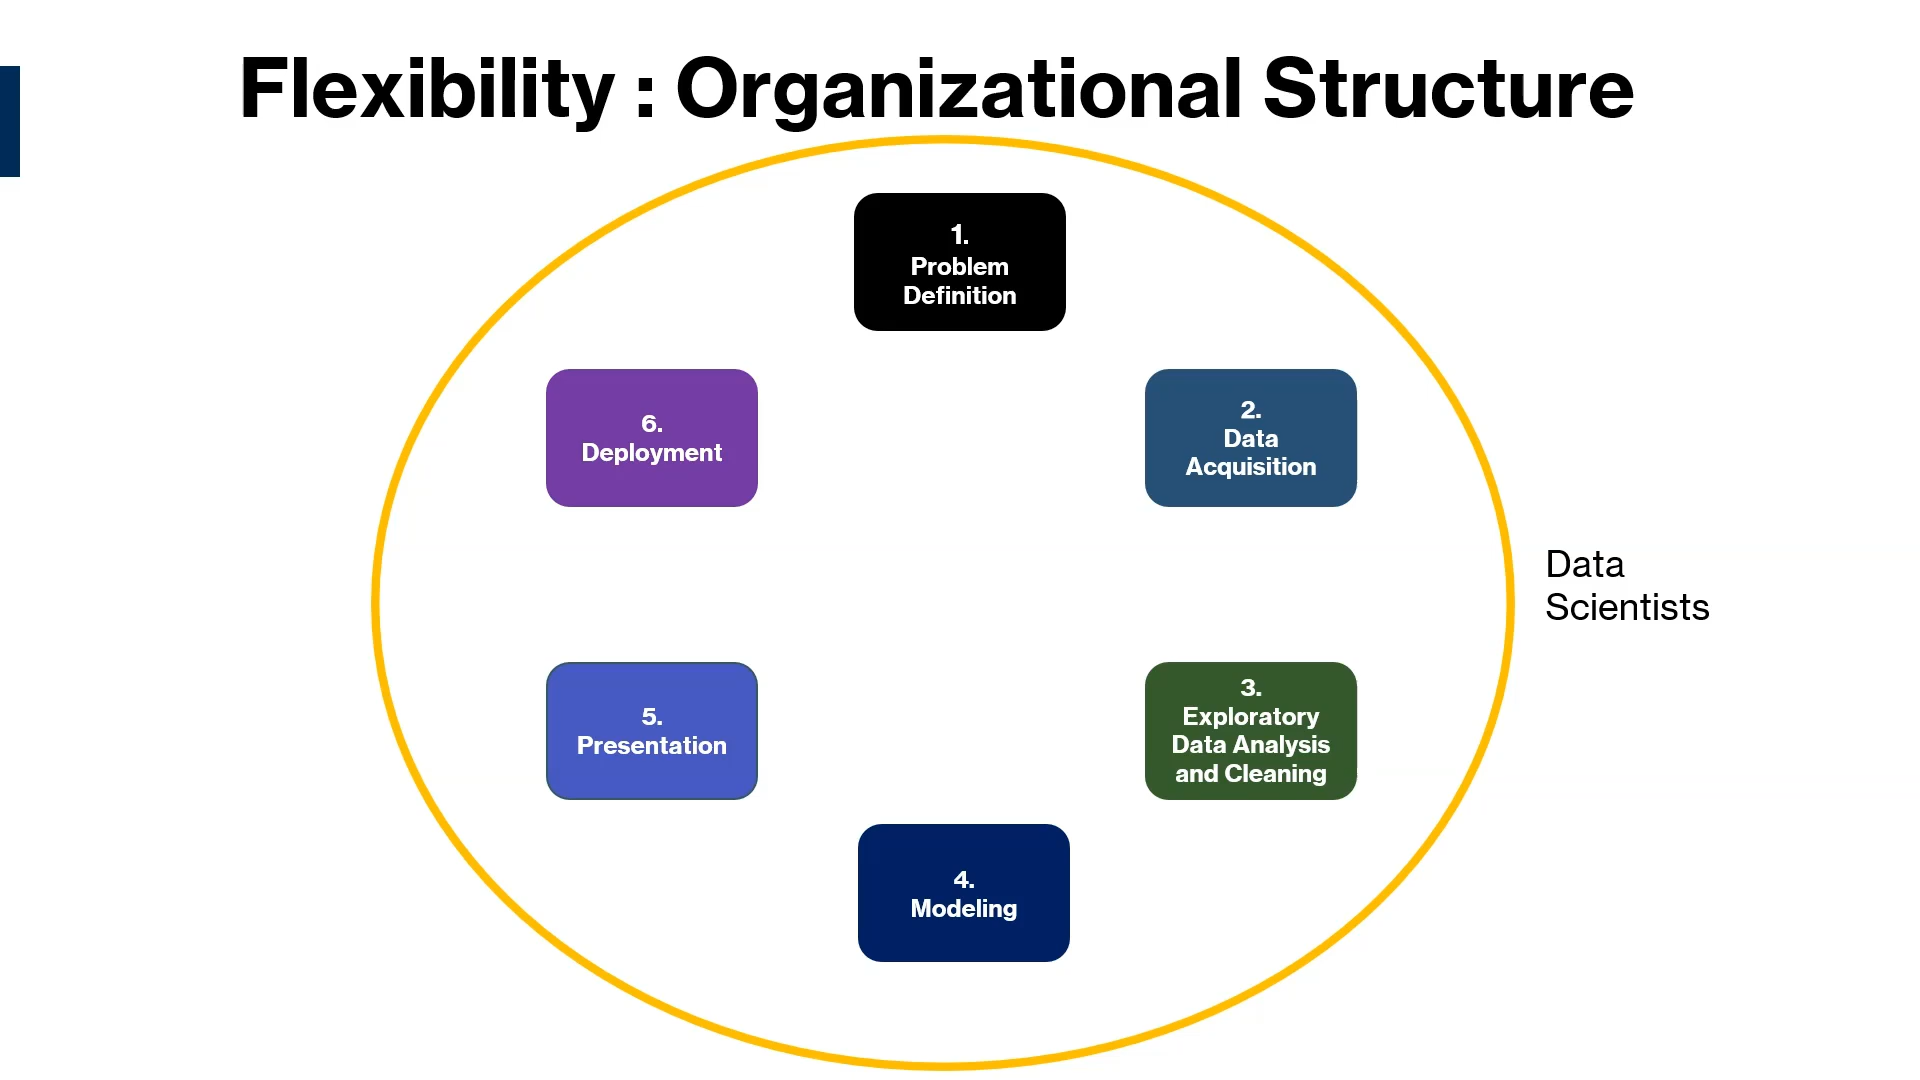 Flexibility : Organizational Structure
1.
Problem
Definition
2.
Data
Acquisition
3.
Exploratory
Data Analysis
and Cleaning
4.
Modeling
5.
Presentation
6.
Deployment
Data
Scientists